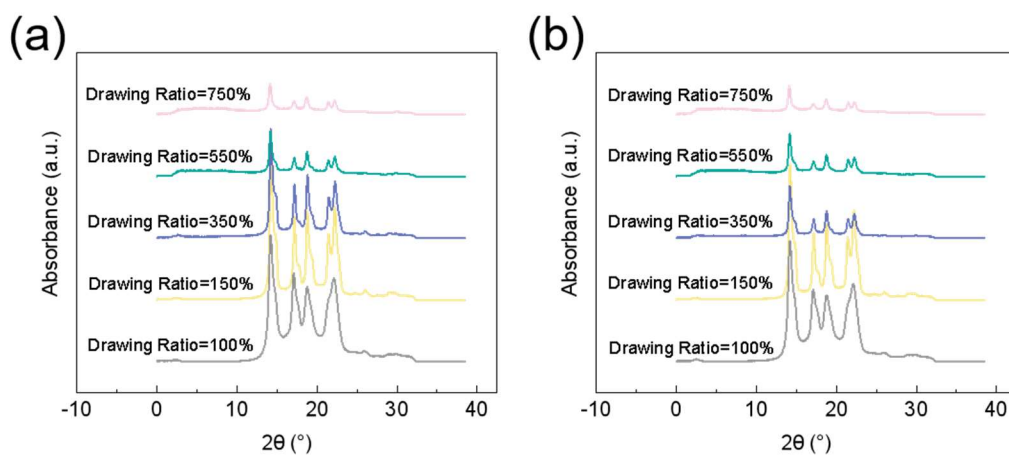 (a)
Drawing Ratio=750%
Drawing Ratio=550%
Drawing Ratio=350%
Drawing Ratio=150%
Drawing Ratio=100%
Absorbance (a.u.)
-10 0 10 20 30 40
2θ (°)
(b)
Drawing Ratio=750%
Drawing Ratio=550%
Drawing Ratio=350%
Drawing Ratio=150%
Drawing Ratio=100%
Absorbance (a.u.)
-10 0 10 20 30 40
2θ (°)